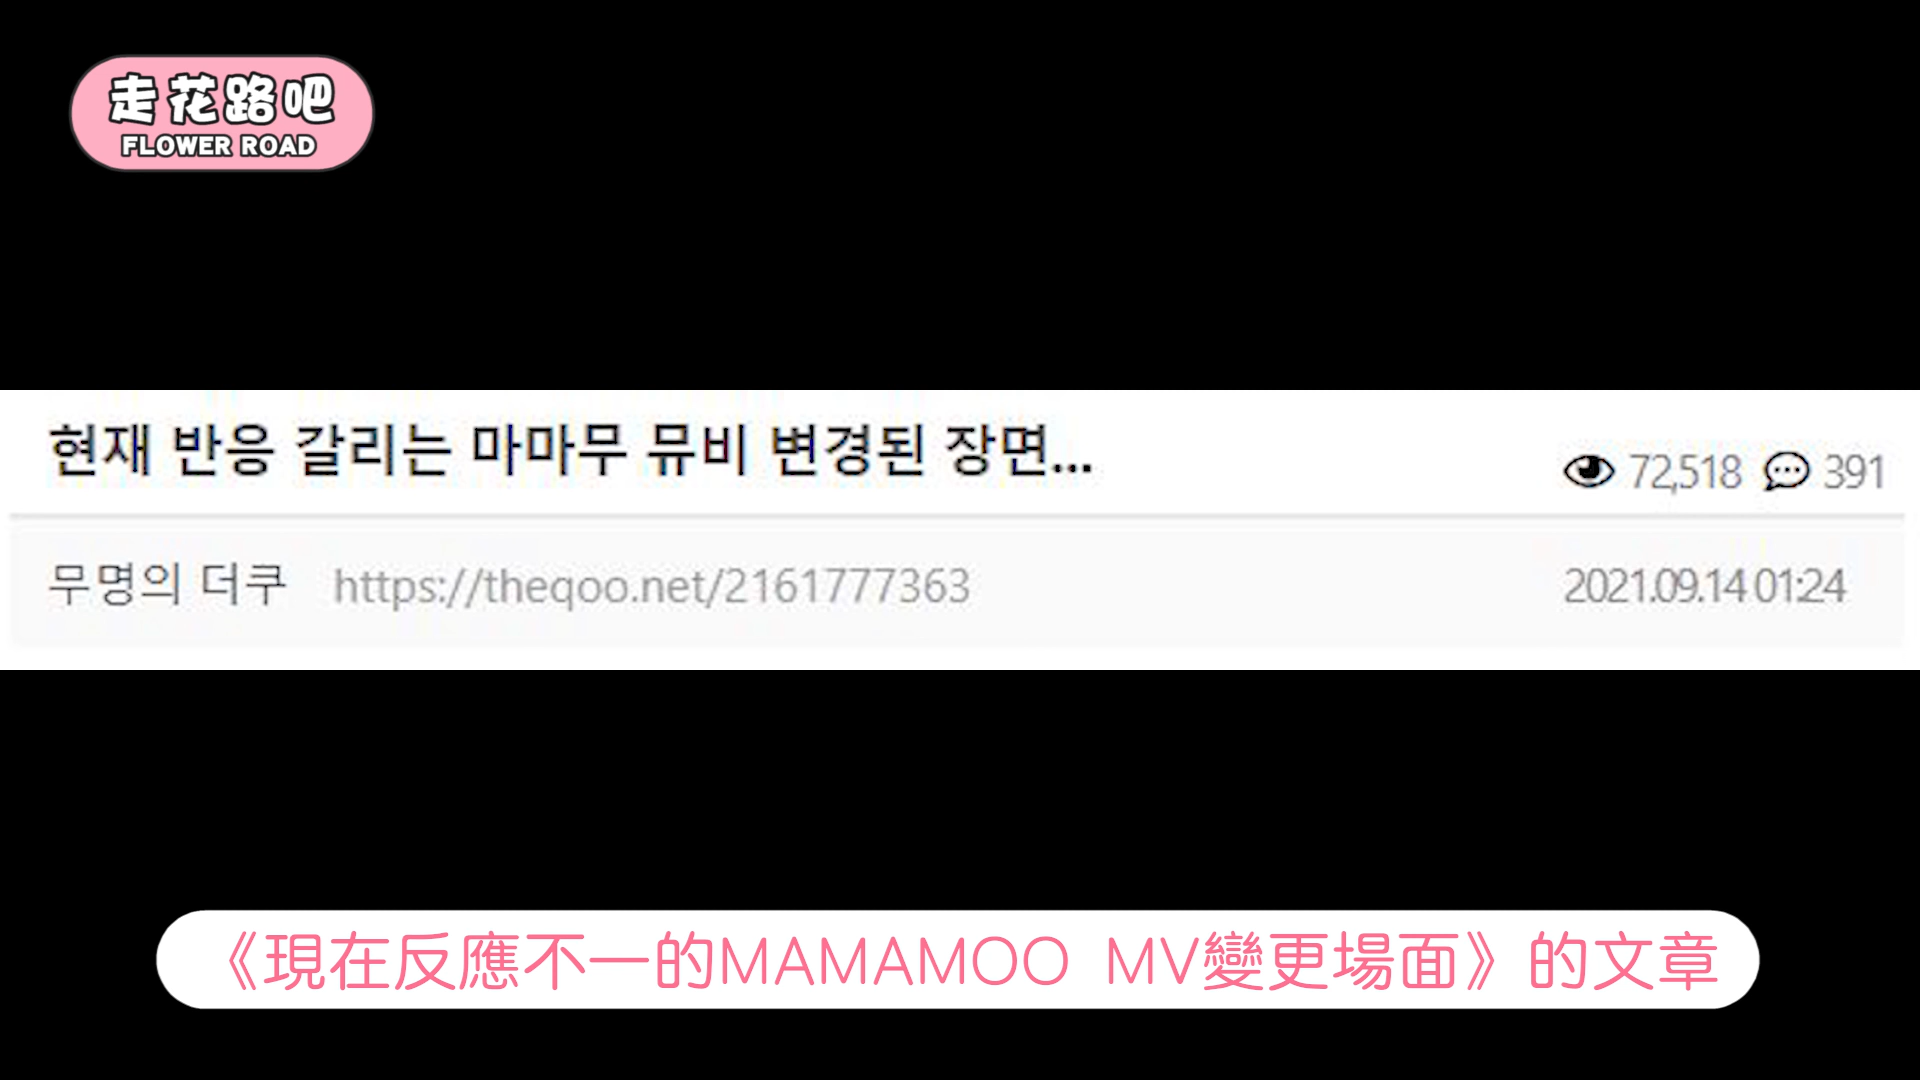 走花路吧
FLOWER ROAD
현재 반응 갈리는 마마무 뮤비 변경된 장면...
72,518 391
무명의 더쿠 https://theqoo.net/2161777363
2021.09.14 01:24
《現在反應不一的MAMAMOO MV變更場面》的文章